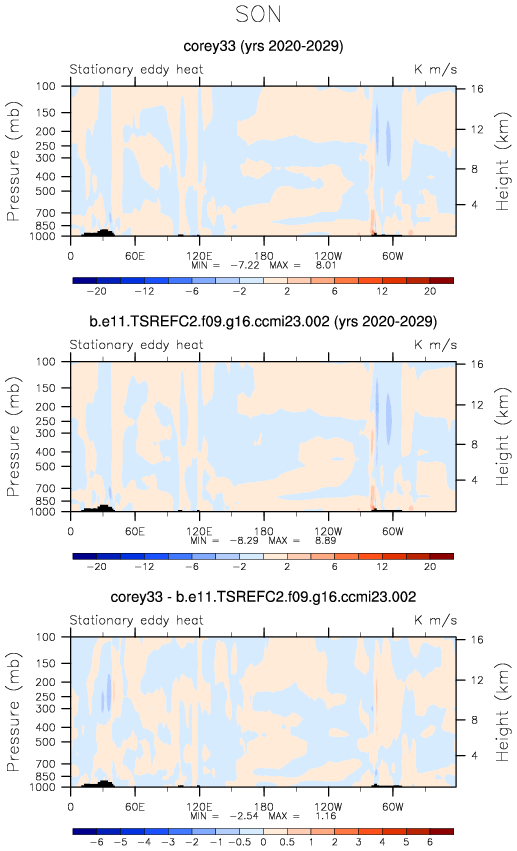 SON
corey33 (yrs 2020-2029)
Stationary eddy heat K m/s
Pressure (mb)
Height (km)
100 16
150
200 12
250
300
400 8
500
700 4
850
1000
0 60E 120E 180 120W 60W
MIN = -7.22 MAX = 8.01
-20 -12 -6 -2 2 6 12 20
b.e11.TSREFC2.f09.g16.ccmi23.002 (yrs 2020-2029)
Stationary eddy heat K m/s
Pressure (mb)
Height (km)
100 16
150
200 12
250
300
400 8
500
700 4
850
1000
0 60E 120E 180 120W 60W
MIN = -8.29 MAX = 8.89
-20 -12 -6 -2 2 6 12 20
corey33 - b.e11.TSREFC2.f09.g16.ccmi23.002
Stationary eddy heat K m/s
Pressure (mb)
Height (km)
100 16
150
200 12
250
300
400 8
500
700 4
850
1000
0 60E 120E 180 120W 60W
MIN = -2.54 MAX = 1.16
-6 -5 -4 -3 -2 -1 -0.5 0 0.5 1 2 3 4 5 6